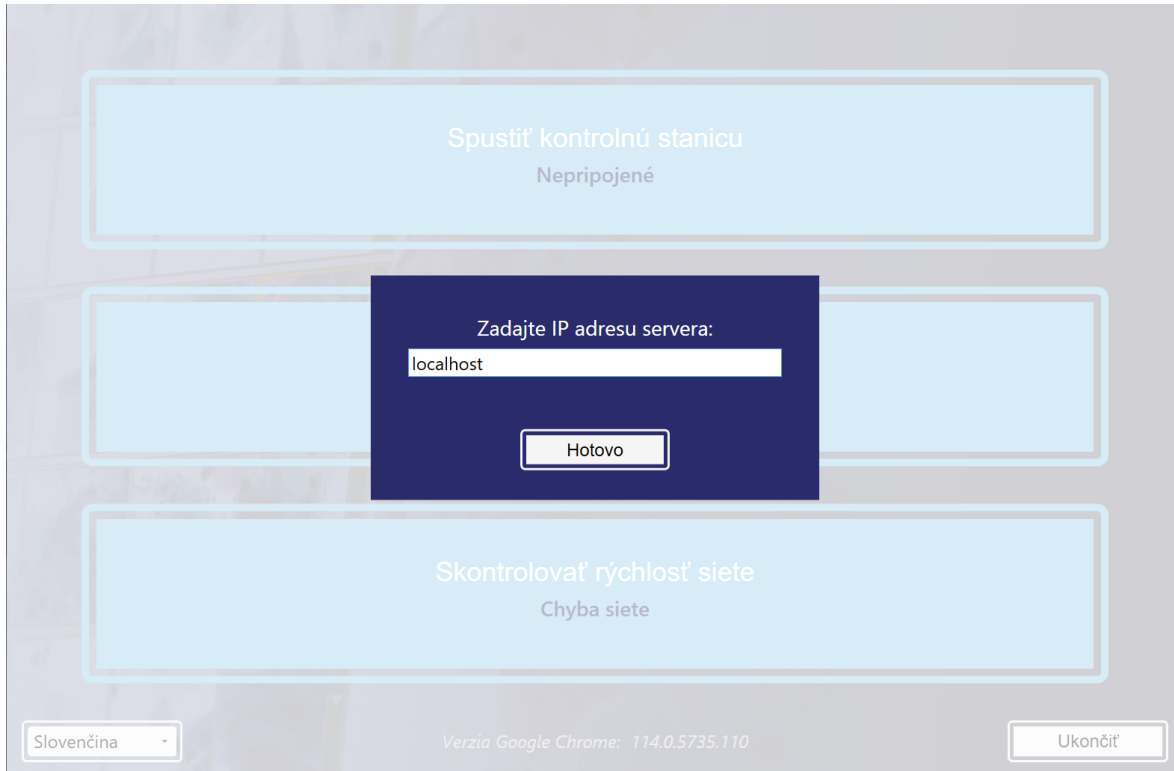 Spustiť kontrolnú stanicu
Nepripojené
Zadajte IP adresu servera:
localhost
Hotovo
Skontrolovať rýchlosť siete
Chyba siete
Slovenčina
Verzia Google Chrome: 114.0.5735.110
Ukončiť